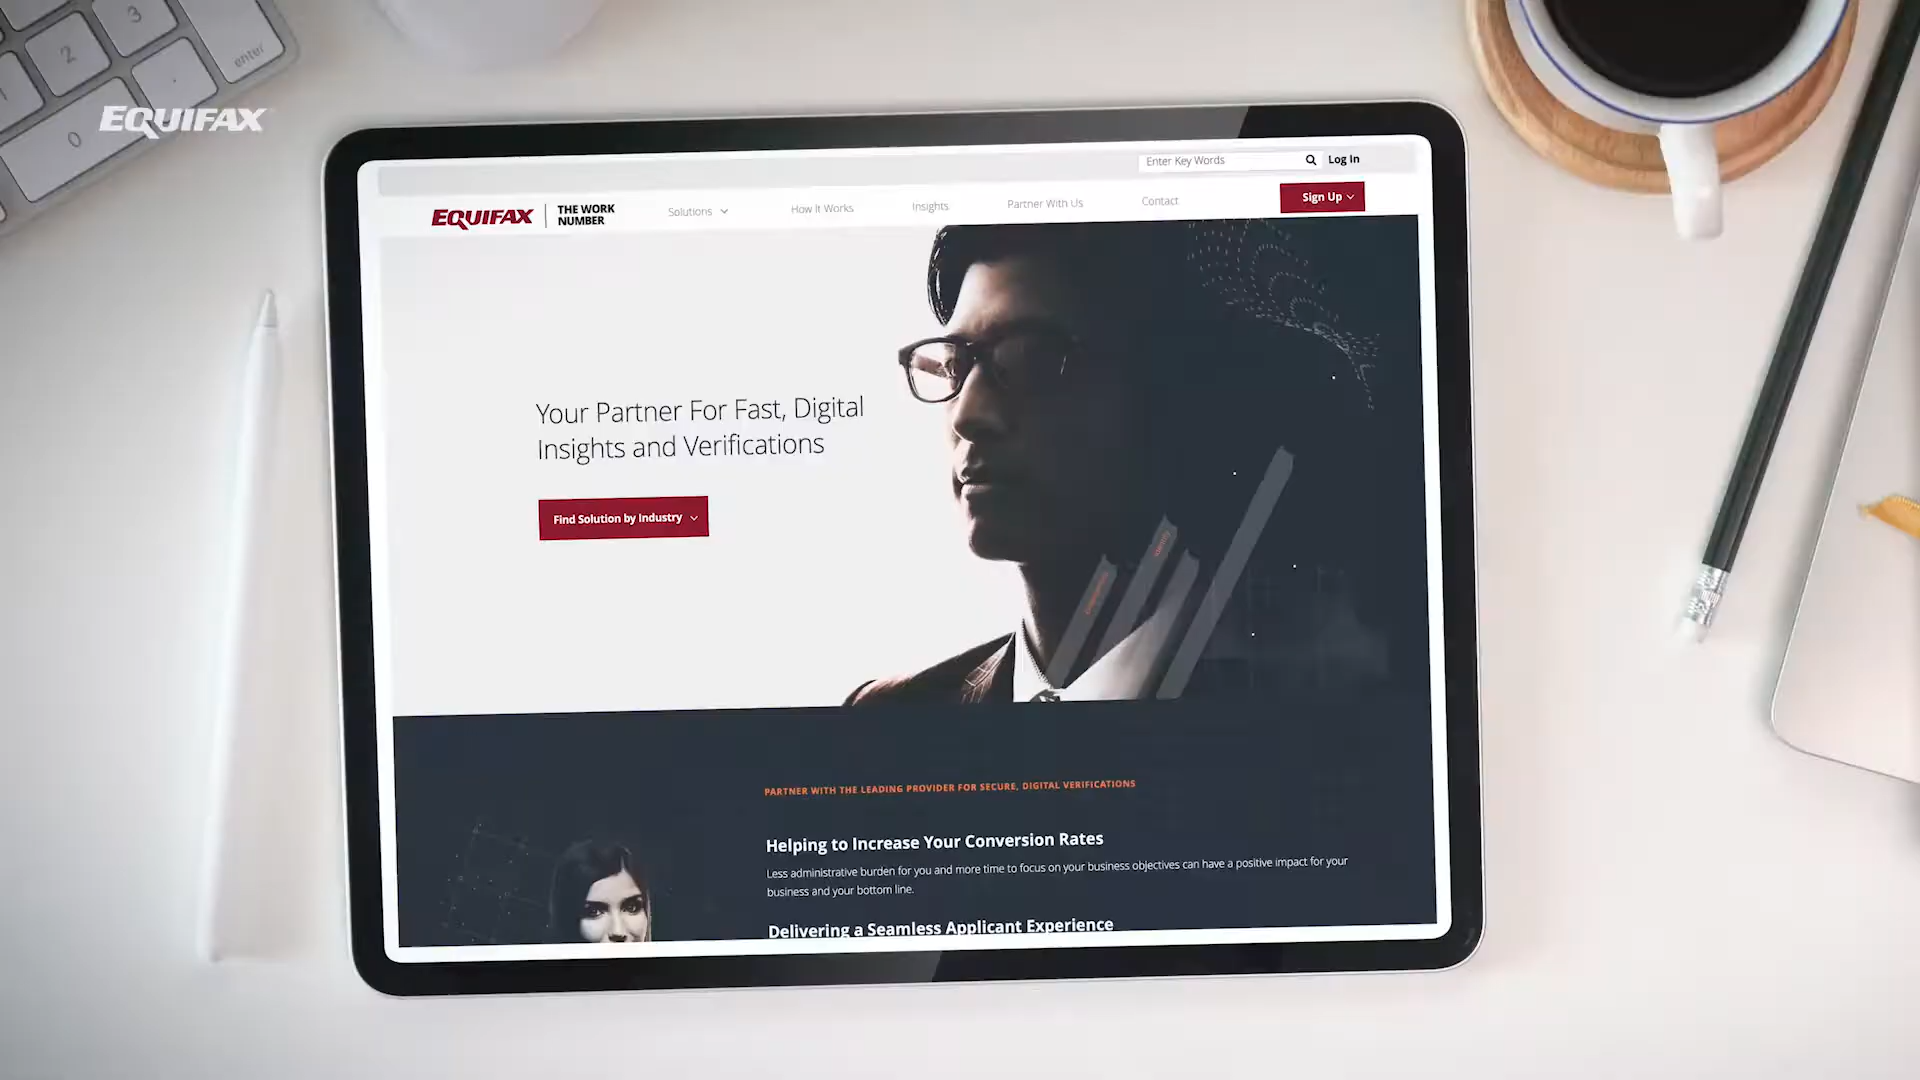 3
2
enter
0
EQUIFAX
Enter Key Words
Log In
EQUIFAX
THE WORK
NUMBER
Solutions
How It Works
Insights
Partner With Us
Contact
Sign Up
Your Partner For Fast, Digital
Insights and Verifications
Find Solution by Industry
Identity
PARTNER WITH THE LEADING PROVIDER FOR SECURE, DIGITAL VERIFICATIONS
Helping to Increase Your Conversion Rates
Less administrative burden for you and more time to focus on your business objectives can have a positive impact for your
business and your bottom line.
Delivering a Seamless Applicant Experience